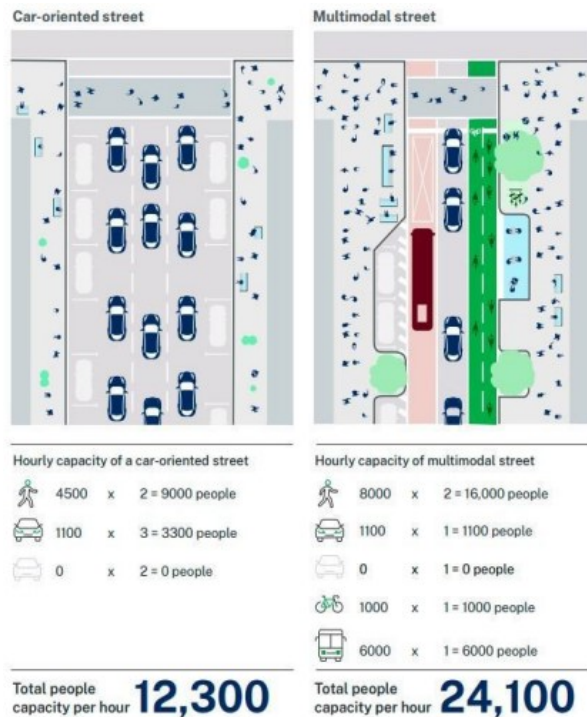 Car-oriented street
Multimodal street
Hourly capacity of a car-oriented street
4500 x 2 = 9000 people
1100 x 3 = 3300 people
0 x 2 = 0 people
Total people
capacity per hour 12,300
Hourly capacity of multimodal street
8000 x 2 = 16,000 people
1100 x 1 = 1100 people
0 x 1 = 0 people
1000 x 1 = 1000 people
6000 x 1 = 6000 people
Total people
capacity per hour 24,100